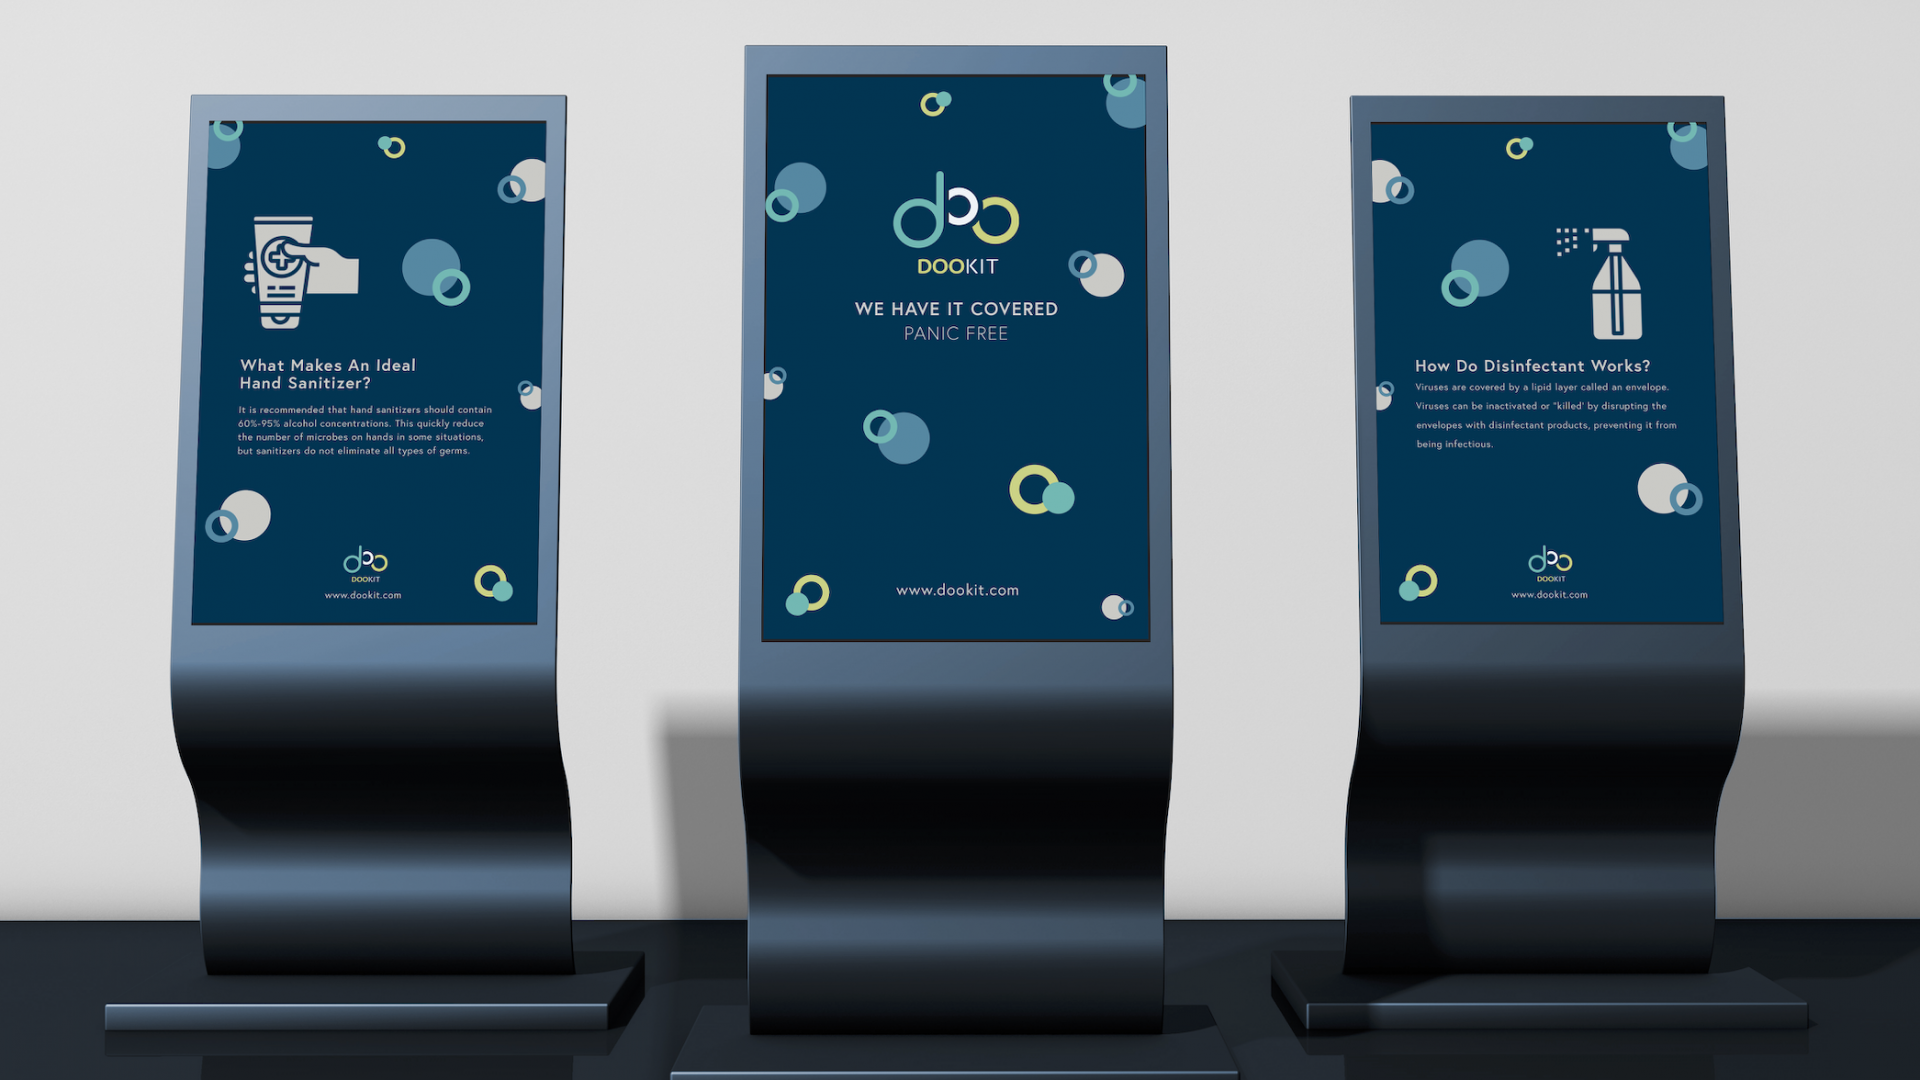 What Makes An Ideal
Hand Sanitizer?
It is recommended that hand sanitizers should contain
60%-95% alcohol concentrations. This quickly reduce
the number of microbes on hands in some situations,
but sanitizers do not eliminate all types of germs.
doo
DOOKIT
www.dookit.com
doo
DOOKIT
WE HAVE IT COVERED
PANIC FREE
www.dookit.com
How Do Disinfectant Works?
Viruses are covered by a lipid layer called an envelope.
Viruses can be inactivated or "killed' by disrupting the
envelopes with disinfectant products, preventing it from
being infectious.
doo
DOOKIT
www.dookit.com